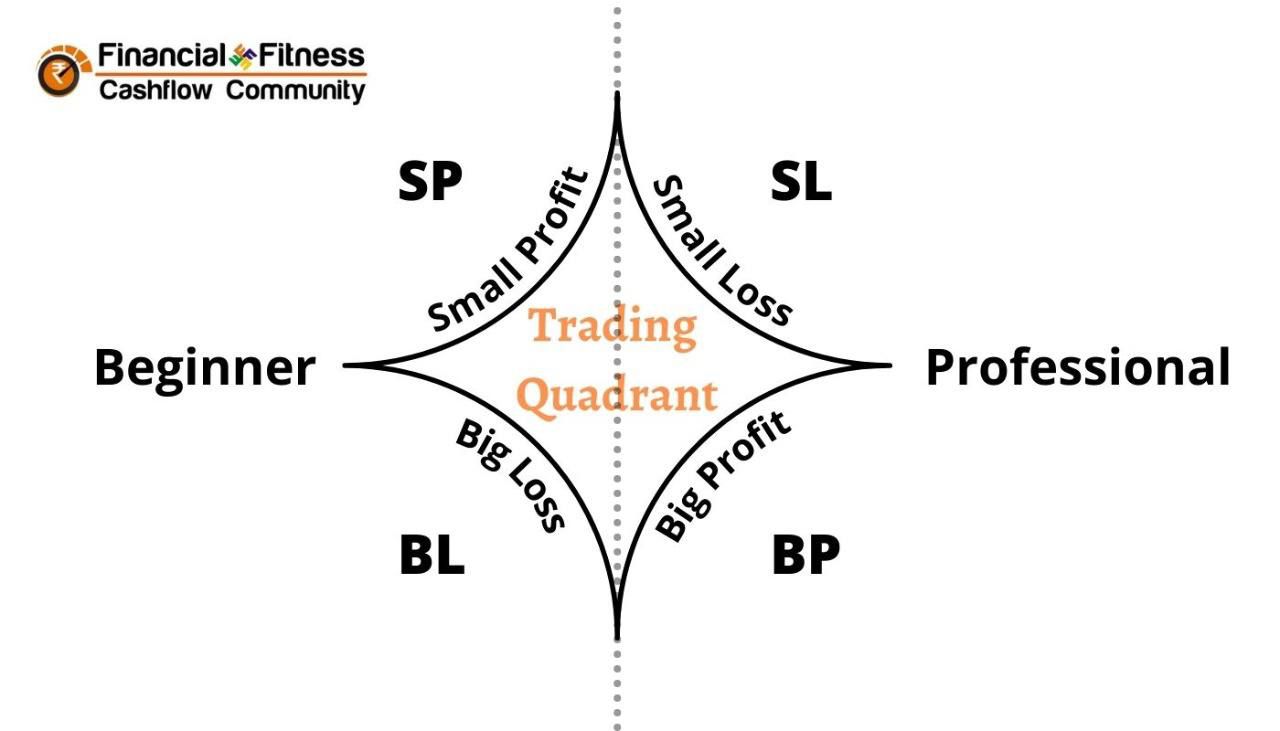 Financial Fitness
Cashflow Community
SP
SL
Small Profit
Small Loss
Trading
Quadrant
Beginner
Professional
Big Loss
Big Profit
BL
BP